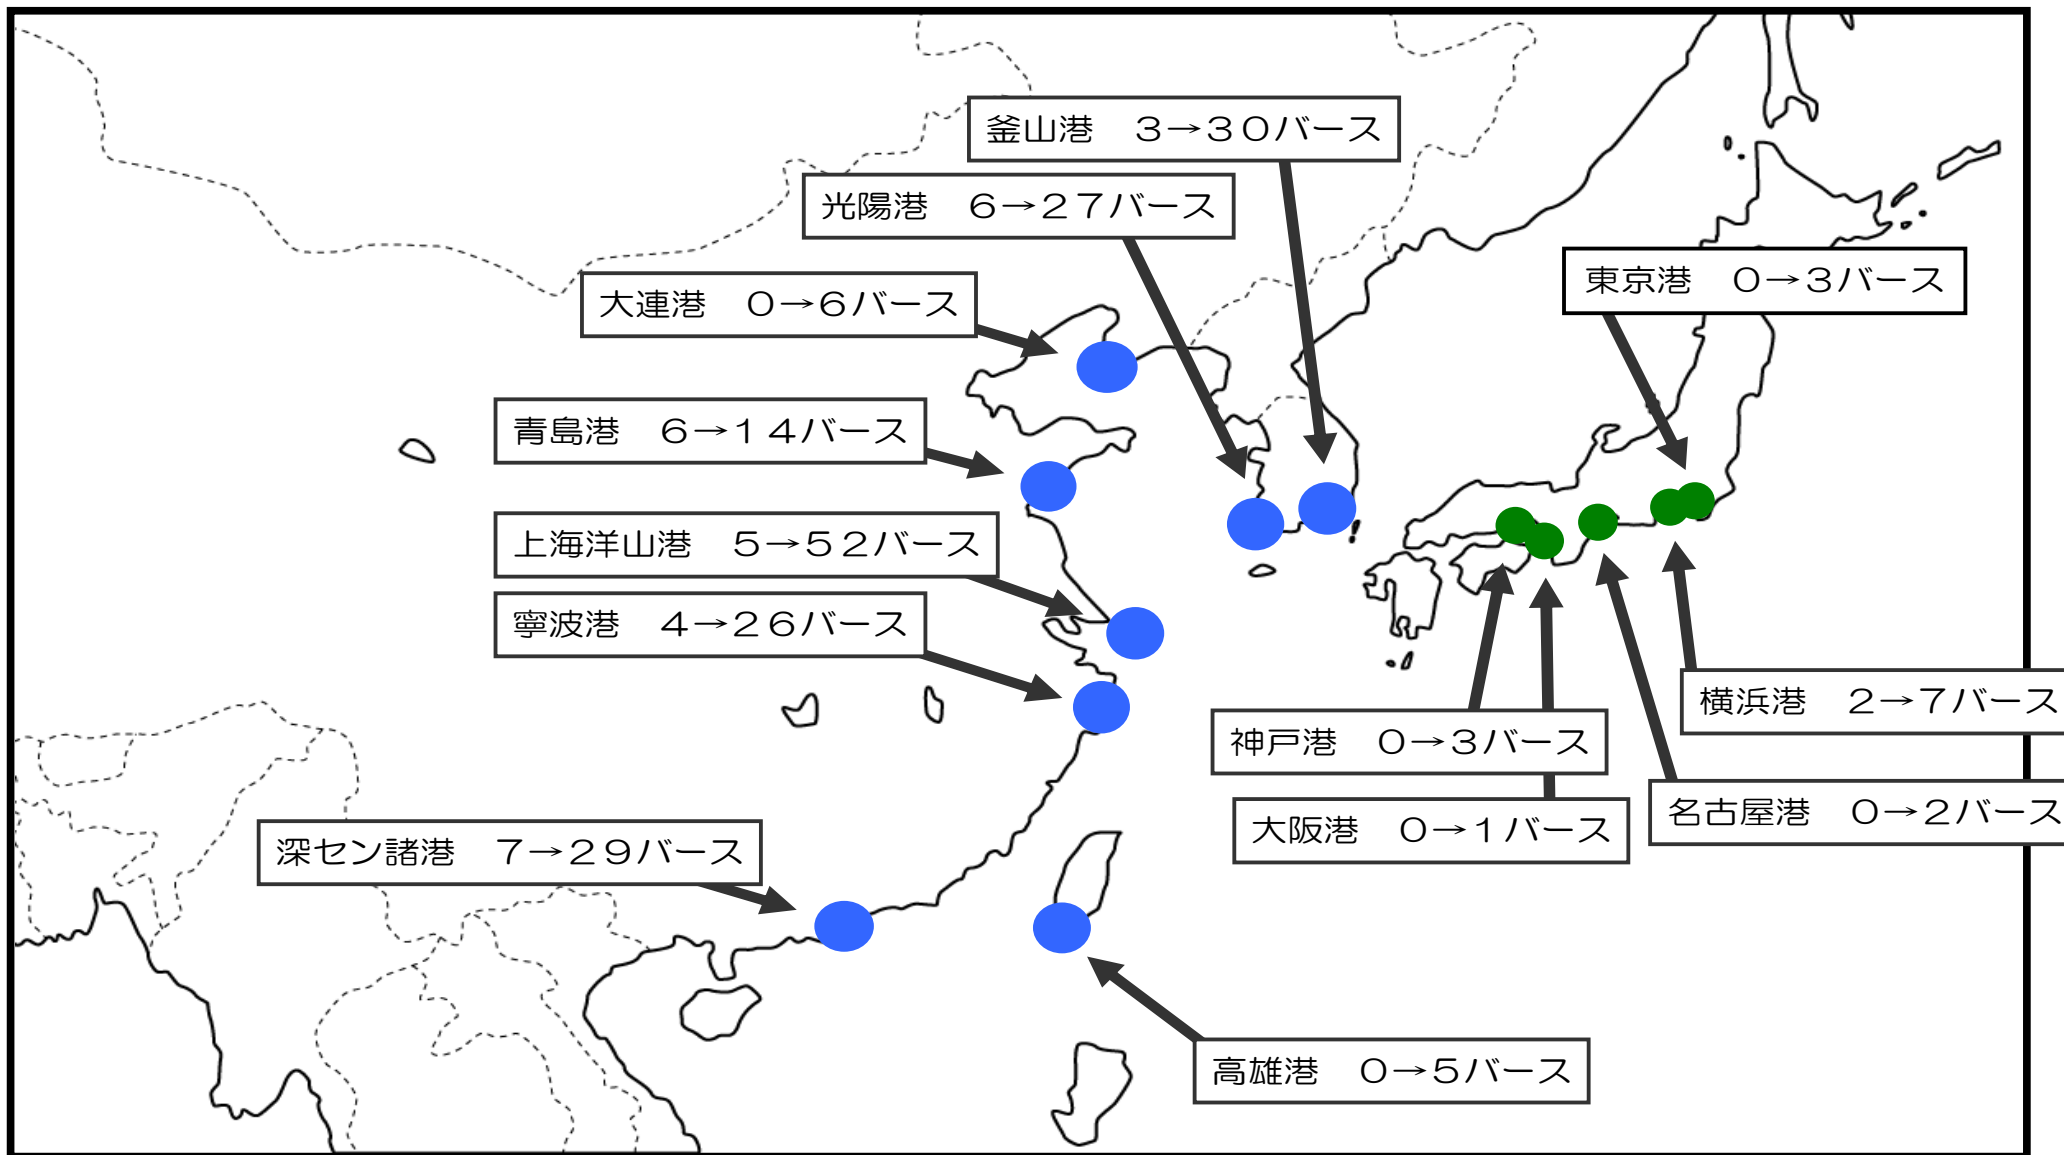 釜山港　３→３０バース
光陽港　６→２７バース
東京港　０→３バース
大連港　０→６バース
青島港　６→１４バース
上海洋山港　５→５２バース
寧波港　４→２６バース
横浜港　２→７バース
神戸港　０→３バース
名古屋港　０→２バース
大阪港　０→１バース
深セン諸港　７→２９バース
高雄港　０→５バース